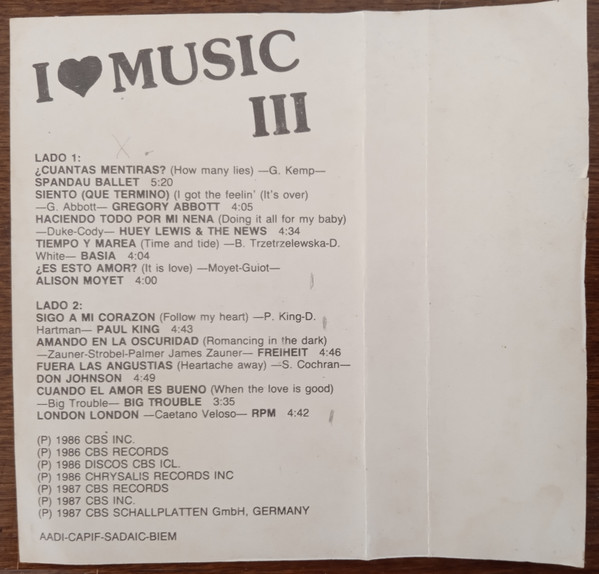 I ♥ MUSIC
III
LADO 1:
¿CUANTAS MENTIRAS? (How many lies) —G. Kemp—
SPANDAU BALLET 5:20
SIENTO (QUE TERMINO) (I got the feelin' (It's over)
—G. Abbott— GREGORY ABBOTT 4:05
HACIENDO TODO POR MI NENA (Doing it all for my baby)
—Duke-Cody— HUEY LEWIS & THE NEWS 4:34
TIEMPO Y MAREA (Time and tide) —B. Trzetrzelewska-D.
White— BASIA 4:04
¿ES ESTO AMOR? (It is love) —Moyet-Guiot—
ALISON MOYET 4:00
LADO 2:
SIGO A MI CORAZON (Follow my heart) —P. King-D.
Hartman— PAUL KING 4:43
AMANDO EN LA OSCURIDAD (Romancing in the dark)
—Zauner-Strobel-Palmer James Zauner— FREIHEIT 4:46
FUERA LAS ANGUSTIAS (Heartache away) —S. Cochran—
DON JOHNSON 4:49
CUANDO EL AMOR ES BUENO (When the love is good)
—Big Trouble— BIG TROUBLE 3:35
LONDON LONDON —Caetano Veloso— RPM 4:42
(P) 1986 CBS INC.
(P) 1986 CBS RECORDS
(P) 1986 DISCOS CBS ICL.
(P) 1986 CHRYSALIS RECORDS INC
(P) 1987 CBS RECORDS
(P) 1987 CBS INC.
(P) 1987 CBS SCHALLPLATTEN GmbH, GERMANY
AADI-CAPIF-SADAIC-BIEM